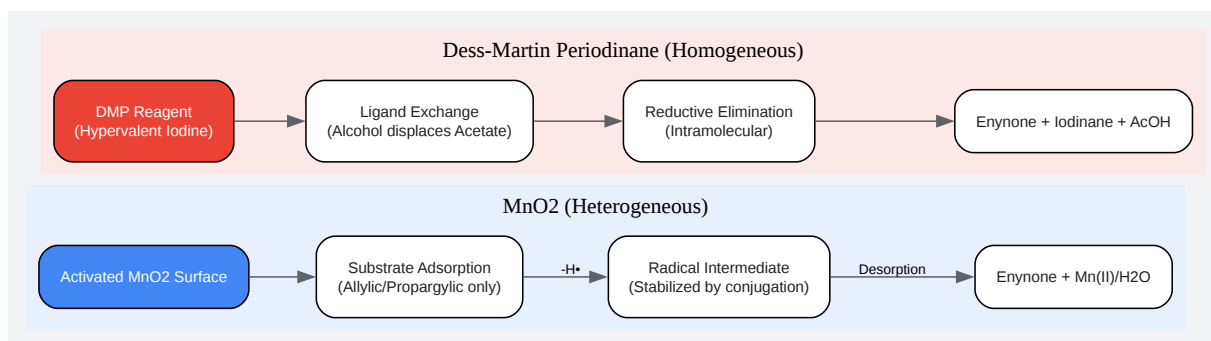 Dess-Martin Periodinane (Homogeneous)
DMP Reagent
(Hypervalent Iodine)
Ligand Exchange
(Alcohol displaces Acetate)
Reductive Elimination
(Intramolecular)
Enynone + Iodinane + AcOH
MnO2 (Heterogeneous)
Activated MnO2 Surface
Substrate Adsorption
(Allylic/Propargylic only)
-H•
Radical Intermediate
(Stabilized by conjugation)
Desorption
Enynone + Mn(II)/H2O